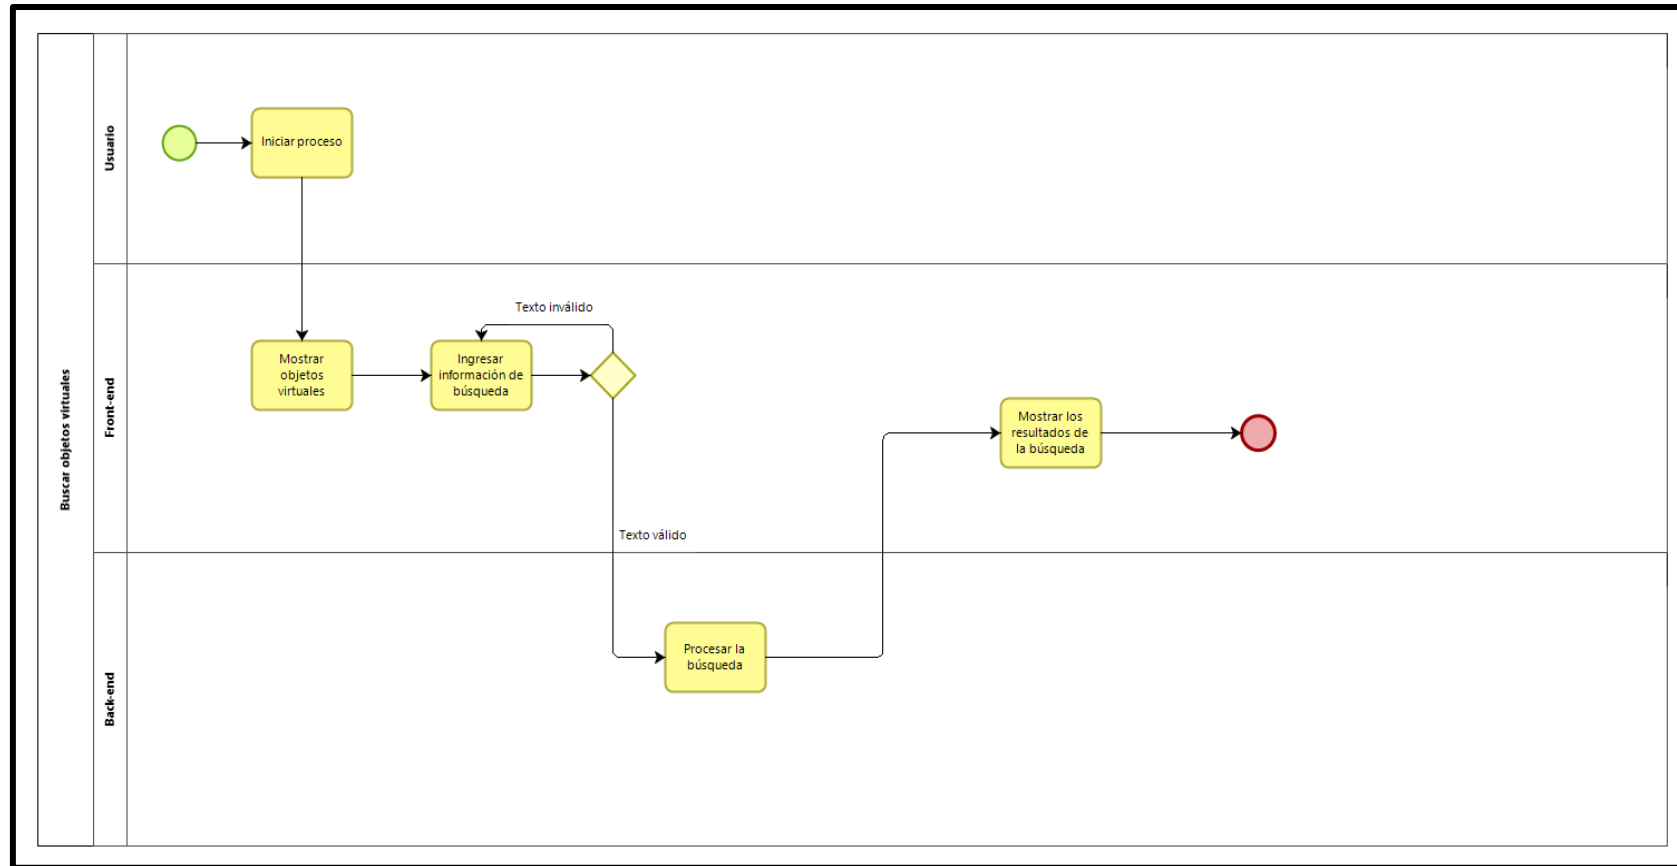 Buscar objetos virtuales
Usuario
Iniciar proceso
Front-end
Texto inválido
Mostrar
objetos
virtuales
Ingresar
información de
búsqueda
Mostrar los
resultados de
la búsqueda
Texto válido
Back-end
Procesar la
búsqueda